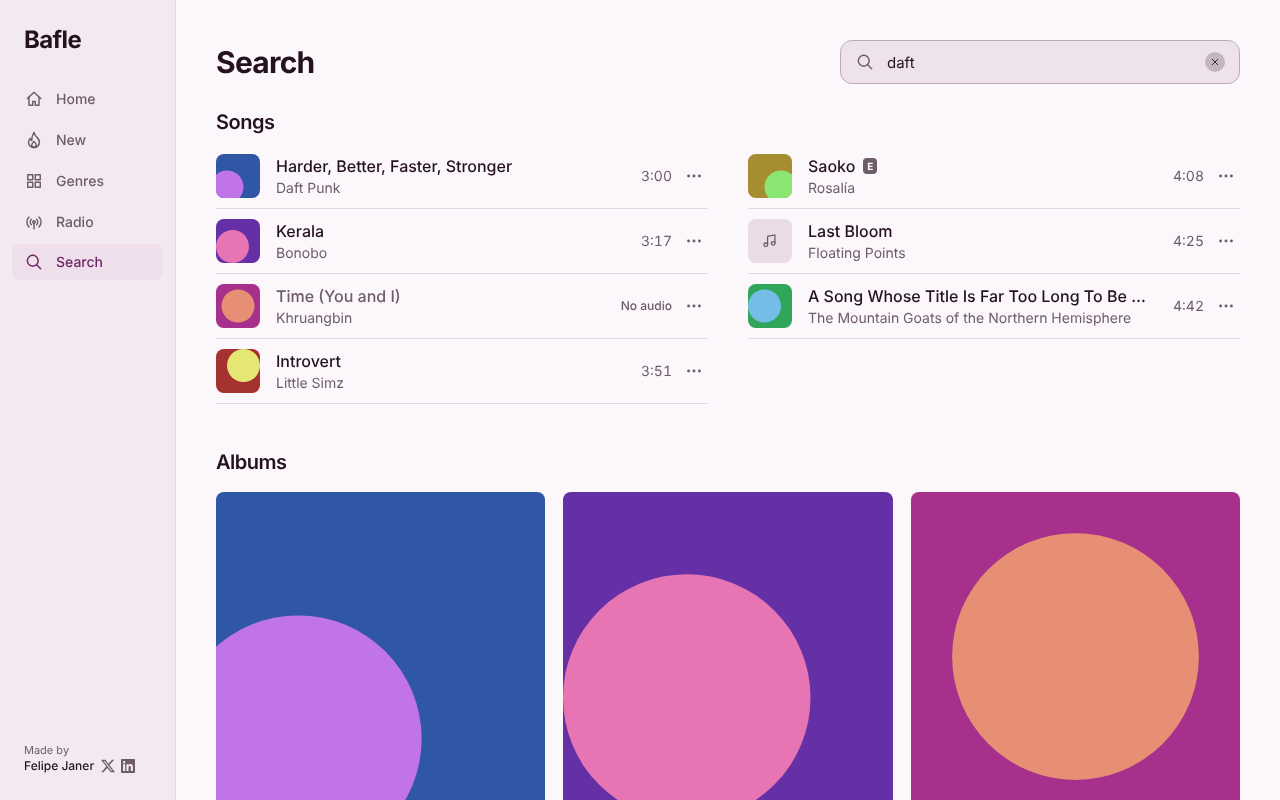 Bafle
Home
New
Genres
Radio
Search
Made by
Felipe Janer
Search
daft
Songs
Harder, Better, Faster, Stronger
Daft Punk
3:00
Kerala
Bonobo
3:17
Time (You and I)
Khruangbin
No audio
Introvert
Little Simz
3:51
Saoko E
Rosalía
4:08
Last Bloom
Floating Points
4:25
A Song Whose Title Is Far Too Long To Be ...
The Mountain Goats of the Northern Hemisphere
4:42
Albums